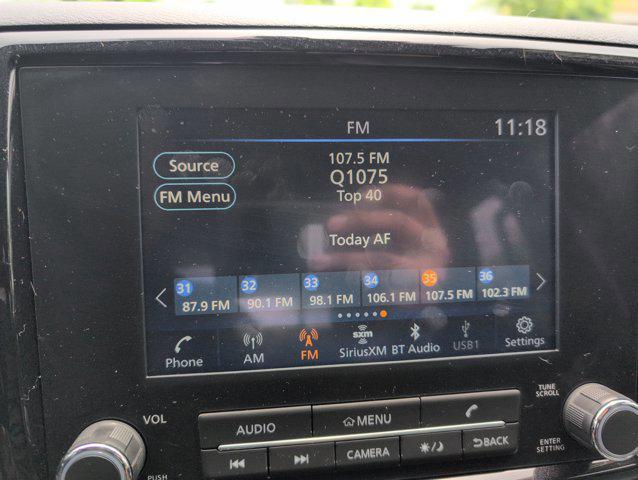 FM
11:18
Source
107.5 FM
Q1075
FM Menu
Top 40
Today AF
31 32 33 34 35 36
87.9 FM 90.1 FM 98.1 FM 106.1 FM 107.5 FM 102.3 FM
Phone AM FM sxm SiriusXM BT Audio USB1 Settings
VOL
TUNE
SCROLL
AUDIO MENU
CAMERA BACK
ENTER
SETTING
PUSH